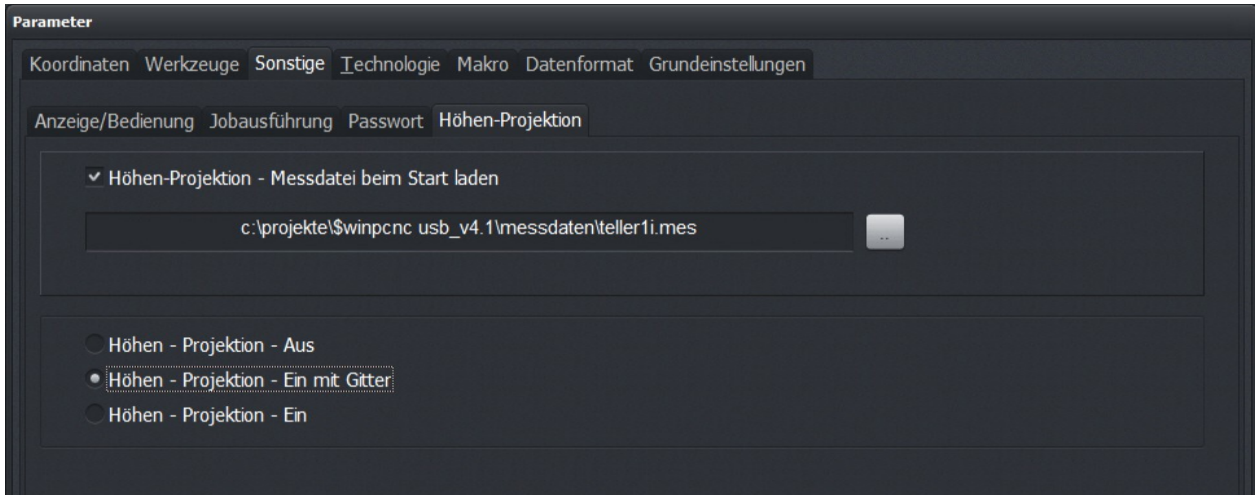 Parameter
Koordinaten Werkzeuge Sonstige Technologie Makro Datenformat Grundeinstellungen
Anzeige/Bedienung Jobausführung Passwort Höhen-Projektion
Höhen-Projektion - Messdatei beim Start laden
c:\projekte\$winpcnc usb_v4.1\messdaten\teller1i.mes
..
Höhen - Projektion - Aus
Höhen - Projektion - Ein mit Gitter
Höhen - Projektion - Ein